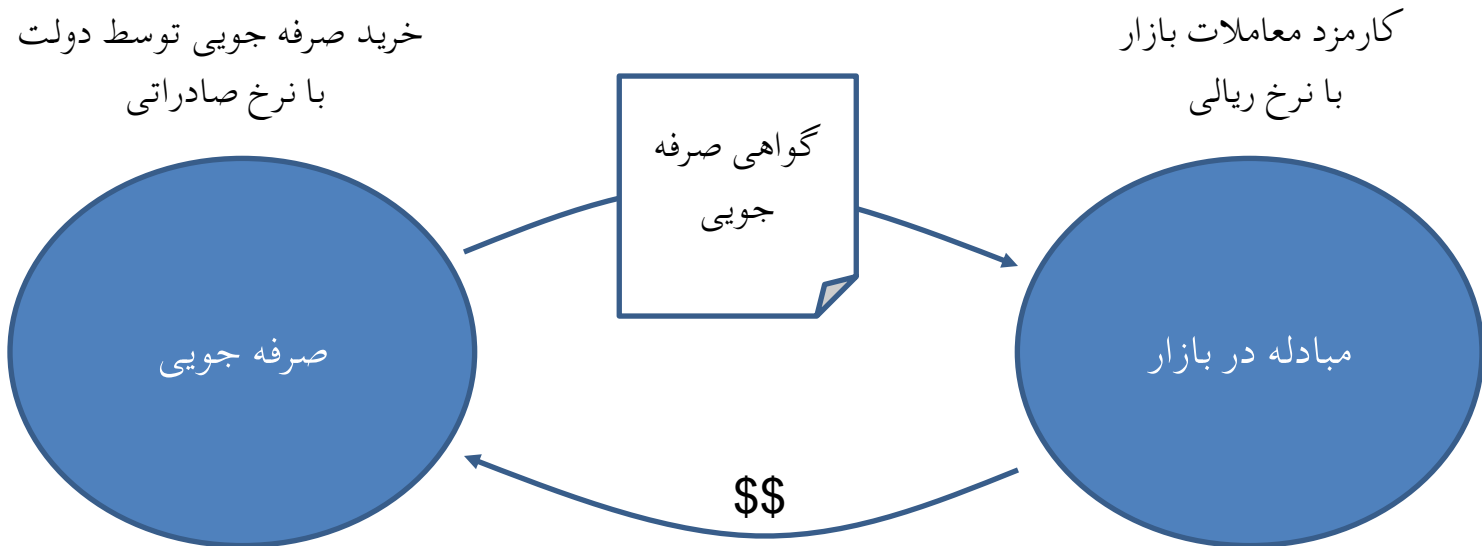 کارمزد معاملات بازار
با نرخ ریالی
خرید صرفه جویی توسط دولت
با نرخ صادراتی
گواهی صرفه
جویی
مبادله در بازار
صرفه جویی
$$